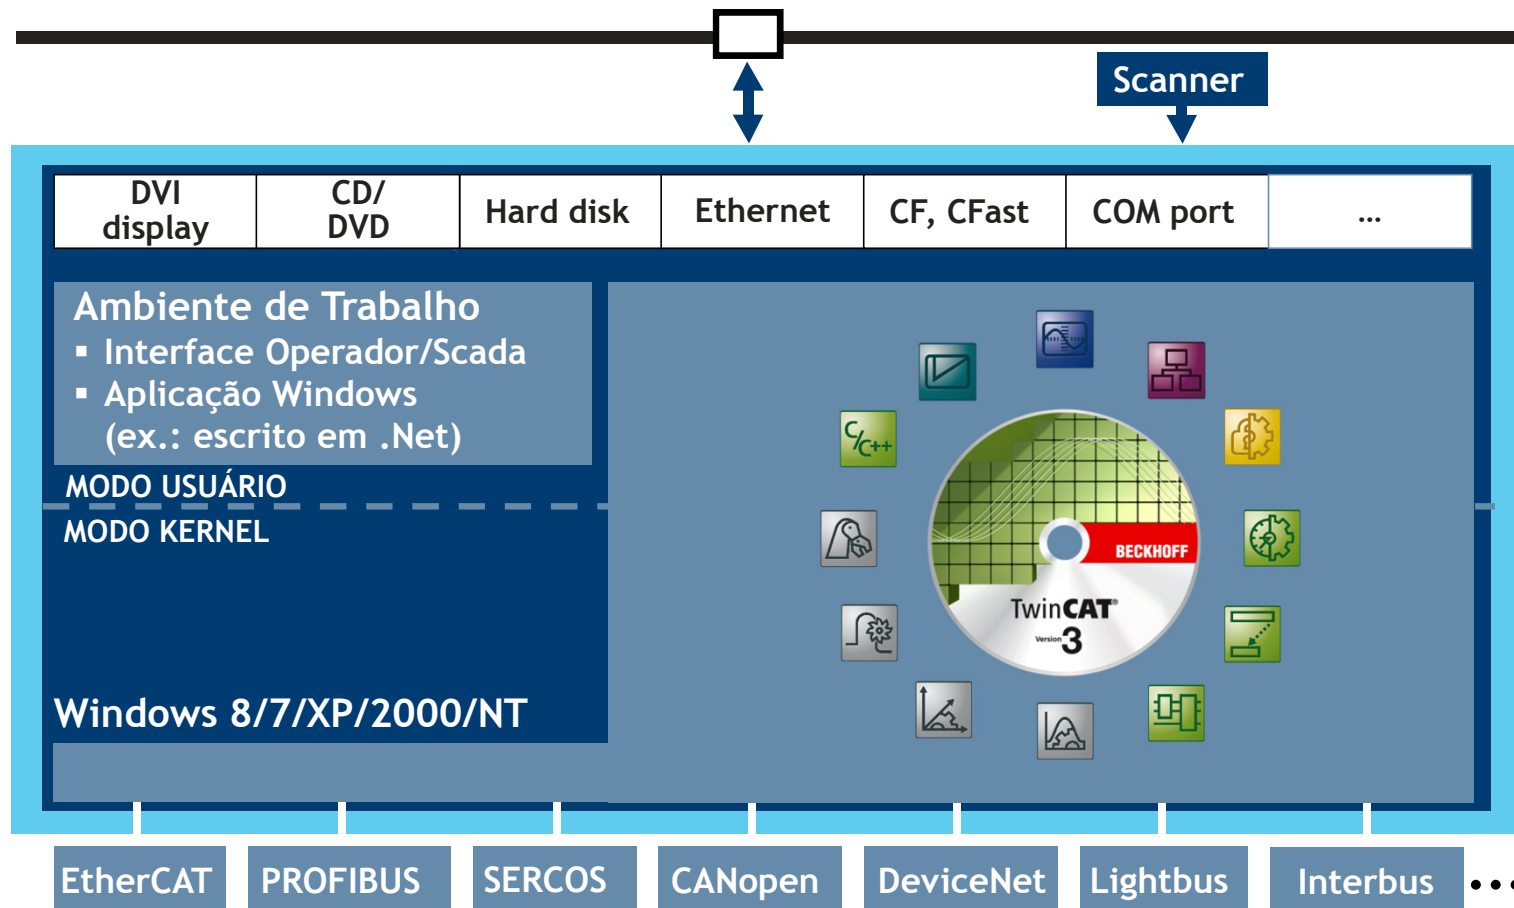 Scanner
DVI
display
CD/
DVD
Hard disk
Ethernet
CF, CFast
COM port
...
Ambiente de Trabalho
▪ Interface Operador/Scada
▪ Aplicação Windows
(ex.: escrito em .Net)
MODO USUÁRIO
MODO KERNEL
Windows 8/7/XP/2000/NT
C/C++
BECKHOFF
TwinCAT®
Version 3
EtherCAT
PROFIBUS
SERCOS
CANopen
DeviceNet
Lightbus
Interbus
...